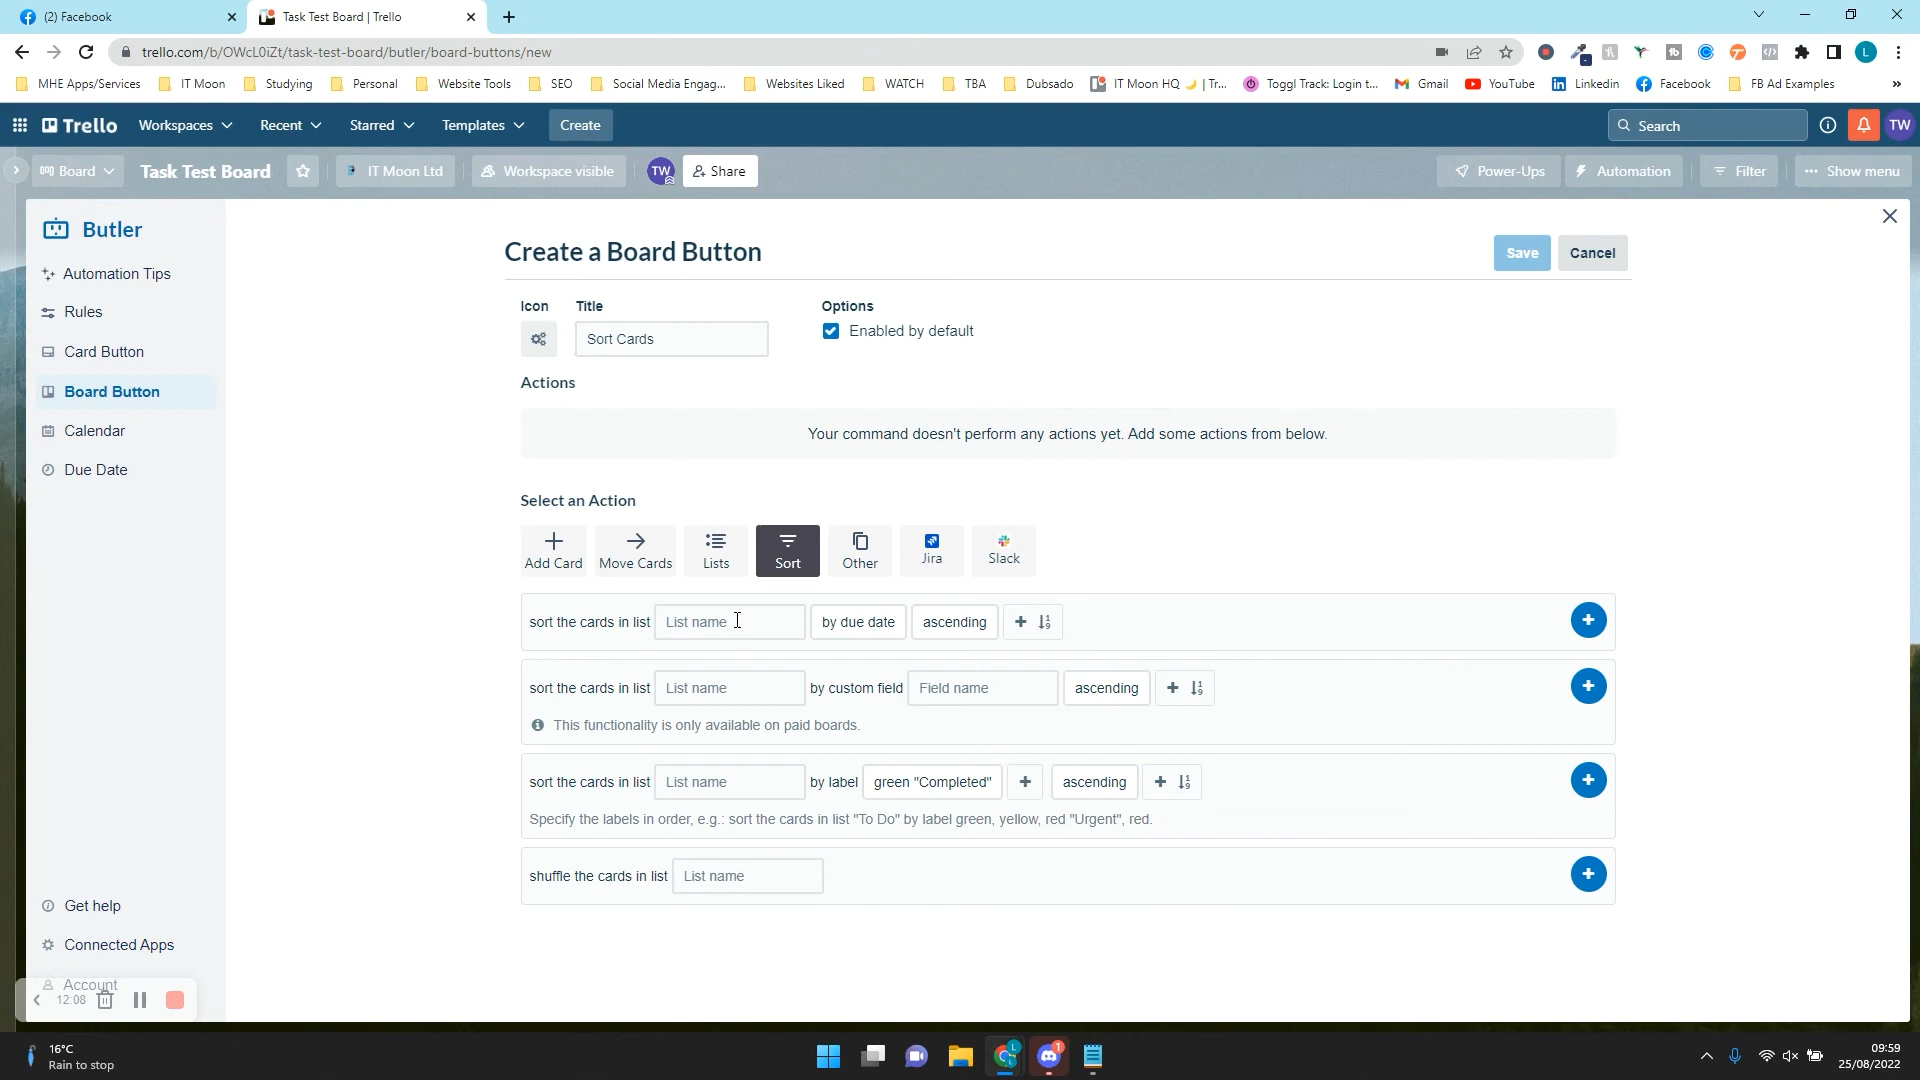 (2) Facebook
Task Test Board | Trello
trello.com/b/OWcL0iZt/task-test-board/butler/board-buttons/new
MHE Apps/Services
IT Moon
Studying
Personal
Website Tools
SEO
Social Media Engag...
Websites Liked
WATCH
TBA
Dubsado
IT Moon HQ 🌙 | Tr...
Toggl Track: Login t...
Gmail
YouTube
Linkedin
Facebook
FB Ad Examples
»
Trello
Workspaces
Recent
Starred
Templates
Create
Search
TW
Board
Task Test Board
IT Moon Ltd
Workspace visible
TW
Share
Power-Ups
Automation
Filter
Show menu
Butler
Automation Tips
Rules
Card Button
Board Button
Calendar
Due Date
Get help
Connected Apps
Account
12:08
Create a Board Button
Save
Cancel
Icon
Title
Options
Sort Cards
Enabled by default
Actions
Your command doesn't perform any actions yet. Add some actions from below.
Select an Action
Add Card
Move Cards
Lists
Sort
Other
Jira
Slack
sort the cards in list List name by due date ascending
sort the cards in list List name by custom field Field name ascending
This functionality is only available on paid boards.
sort the cards in list List name by label green "Completed" + ascending
Specify the labels in order, e.g.: sort the cards in list "To Do" by label green, yellow, red "Urgent", red.
shuffle the cards in list List name
16°C
Rain to stop
09:59
25/08/2022